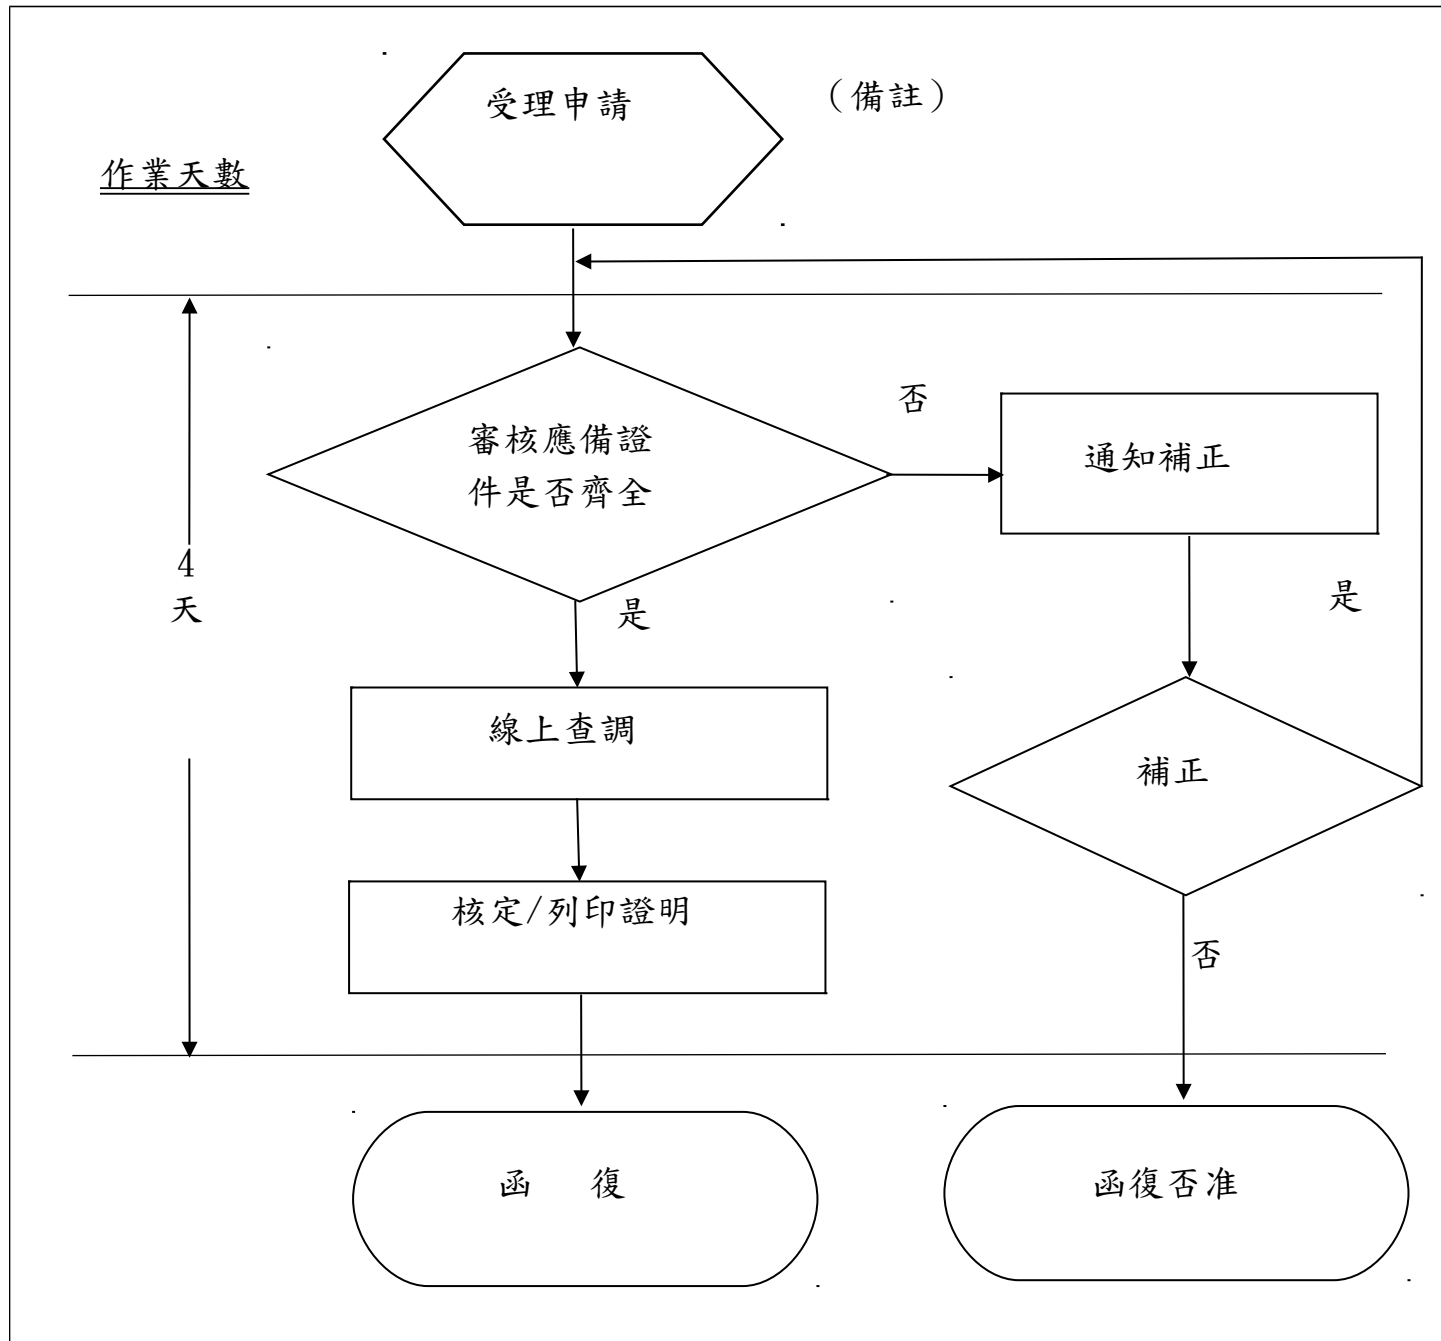 受理申請
（備註）
作業天數
否
審核應備證
件是否齊全
通知補正
4
天
是
是
線上查調
補正
核定/列印證明
否
函　復
函復否准